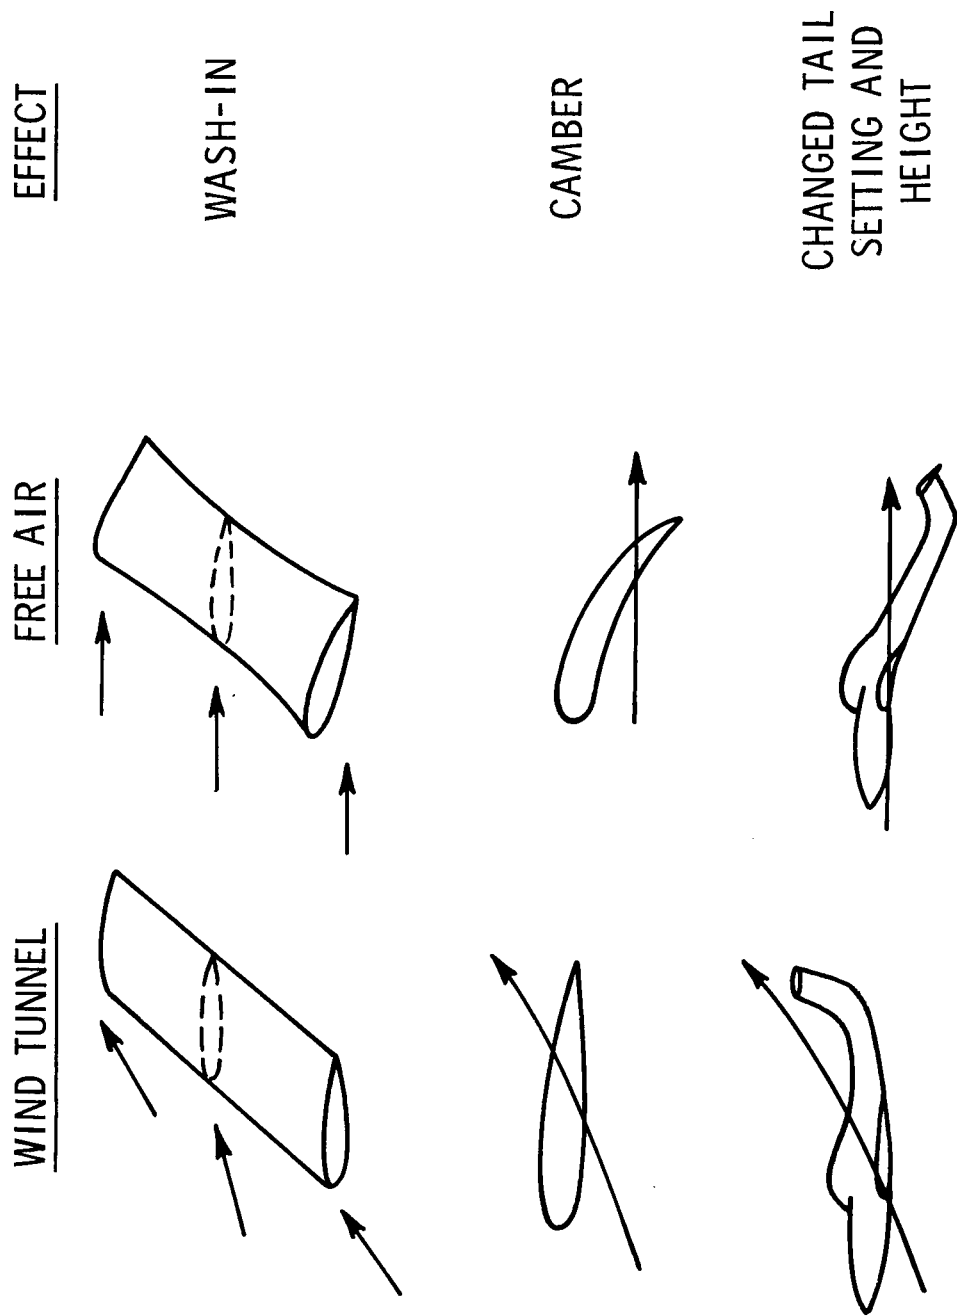 WIND TUNNEL
FREE AIR
EFFECT
WASH-IN
CAMBER
CHANGED TAIL
SETTING AND
HEIGHT